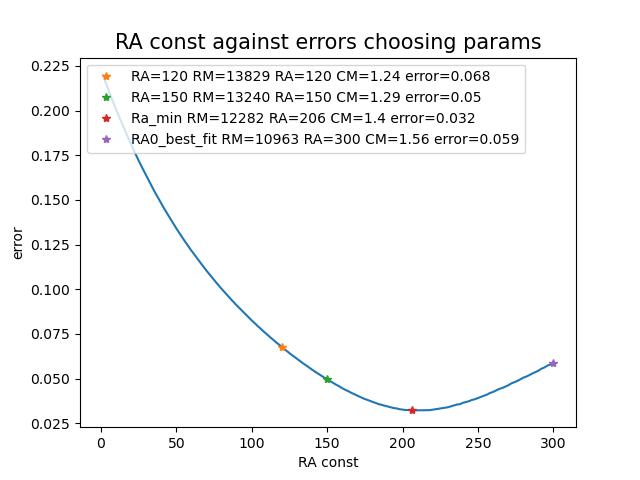 RA const against errors choosing params
RA=120 RM=13829 RA=120 CM=1.24 error=0.068
RA=150 RM=13240 RA=150 CM=1.29 error=0.05
Ra_min RM=12282 RA=206 CM=1.4 error=0.032
RA0_best_fit RM=10963 RA=300 CM=1.56 error=0.059
error
0.225
0.200
0.175
0.150
0.125
0.100
0.075
0.050
0.025
0 50 100 150 200 250 300
RA const